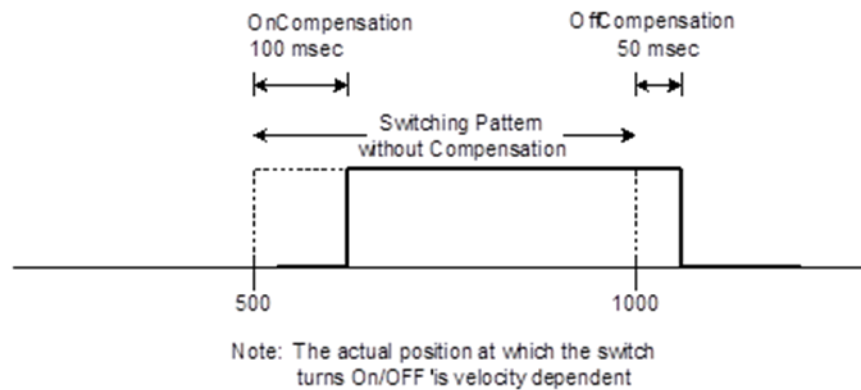 OnCompensation
100 msec
OffCompensation
50 msec
Switching Pattern
without Compensation
500
1000
Note: The actual position at which the switch
turns On/OFF 'is velocity dependent